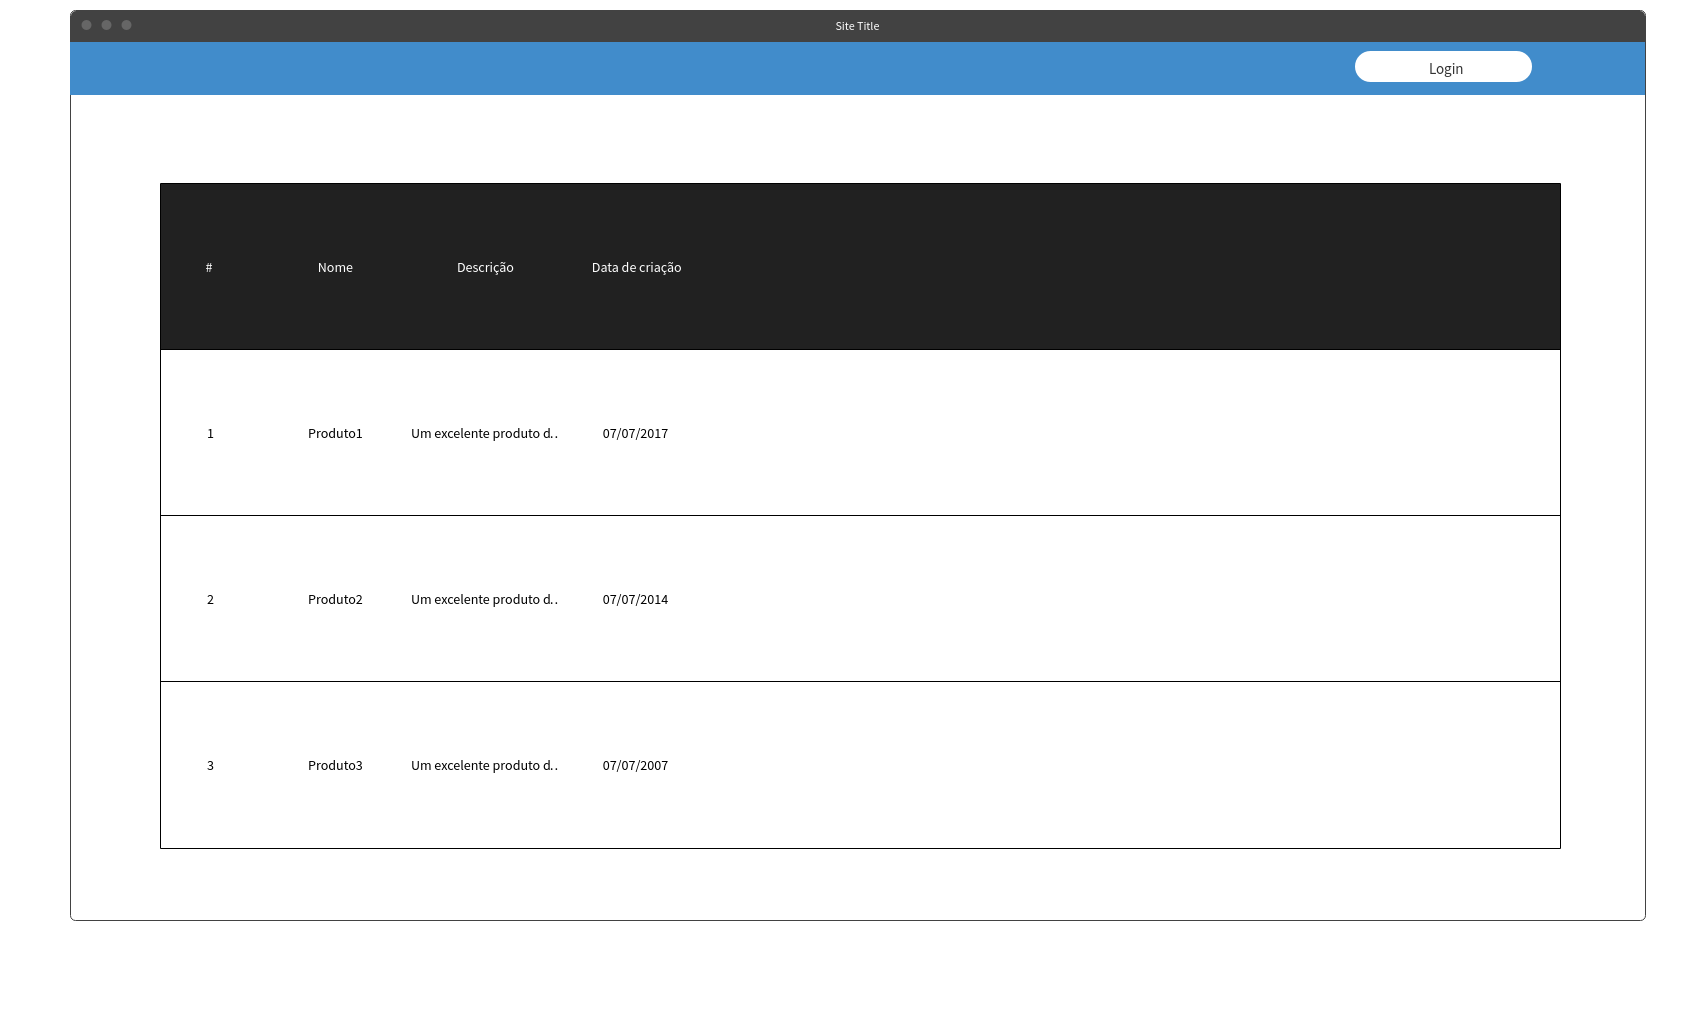 Site Title
Login
# Nome Descrição Data de criação
1 Produto1 Um excelente produto d.. 07/07/2017
2 Produto2 Um excelente produto d.. 07/07/2014
3 Produto3 Um excelente produto d.. 07/07/2007